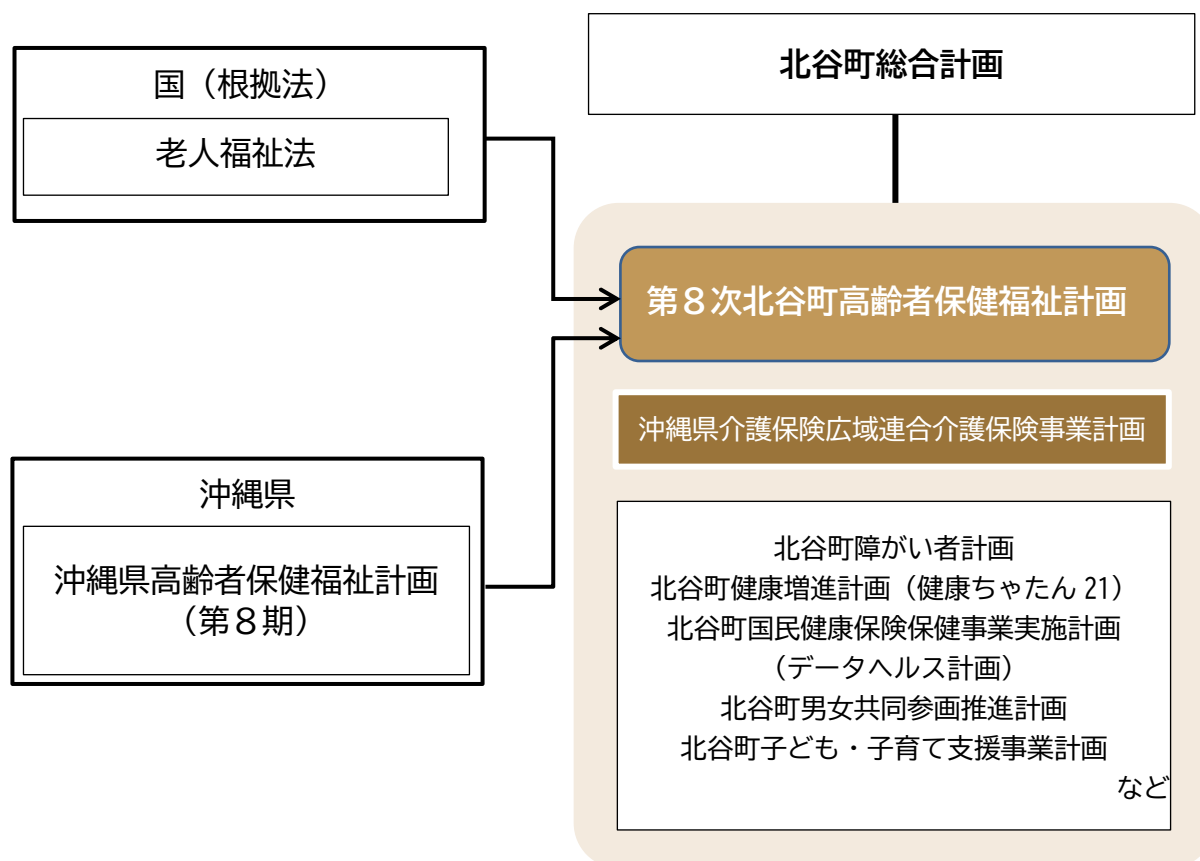 国（根拠法）
老人福祉法
北谷町総合計画
第８次北谷町高齢者保健福祉計画
沖縄県介護保険広域連合介護保険事業計画
沖縄県
沖縄県高齢者保健福祉計画
（第８期）
北谷町障がい者計画
北谷町健康増進計画（健康ちゃたん 21）
北谷町国民健康保険保健事業実施計画
（データヘルス計画）
北谷町男女共同参画推進計画
北谷町子ども・子育て支援事業計画
など